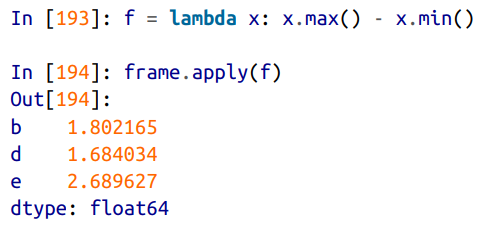 In [193]: f = lambda x: x.max() - x.min()
In [194]: frame.apply(f)
Out[194]:
b    1.802165
d    1.684034
e    2.689627
dtype: float64